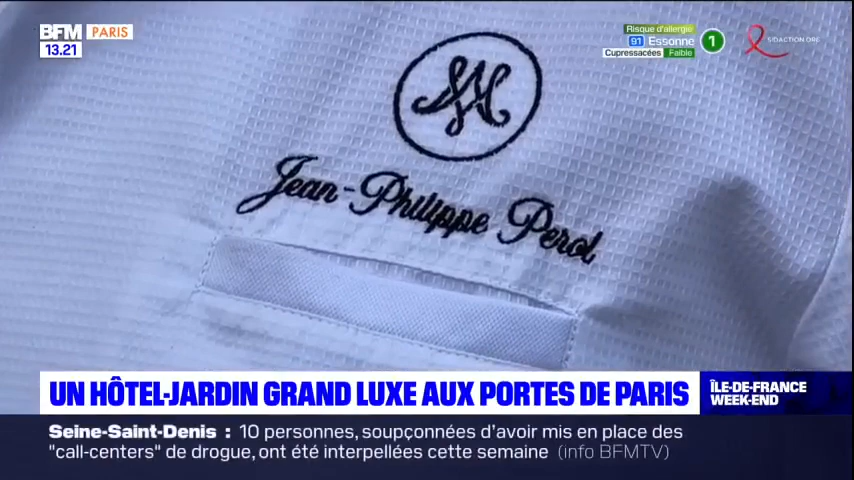 BFM PARIS
13.21
Risque d'allergie
91 Essonne
Cupressacées Faible
1
SIDACTION.ORG
Jean-Philippe Perol
UN HÔTEL-JARDIN GRAND LUXE AUX PORTES DE PARIS
ÎLE-DE-FRANCE
WEEK-END
Seine-Saint-Denis : 10 personnes, soupçonnées d'avoir mis en place des
"call-centers" de drogue, ont été interpellées cette semaine (info BFMTV)